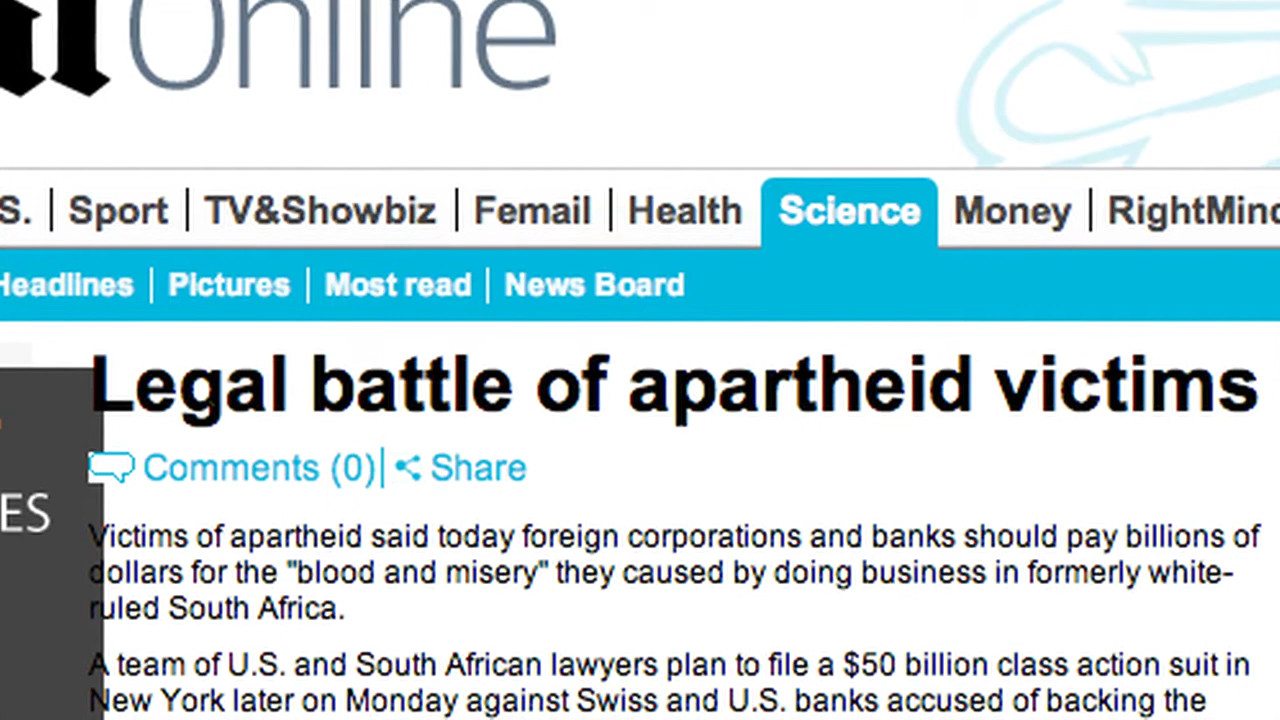 Online
S. | Sport | TV&Showbiz | Femail | Health Science Money |
Headlines | Pictures | Most read | News Board
Legal battle of apartheid victims
Comments (0)| Share
ES
Victims of apartheid said today foreign corporations and banks should pay billions of
dollars for the "blood and misery" they caused by doing business in formerly white-
ruled South Africa.
A team of U.S. and South African lawyers plan to file a $50 billion class action suit in
New York later on Monday against Swiss and U.S. banks accused of backing the